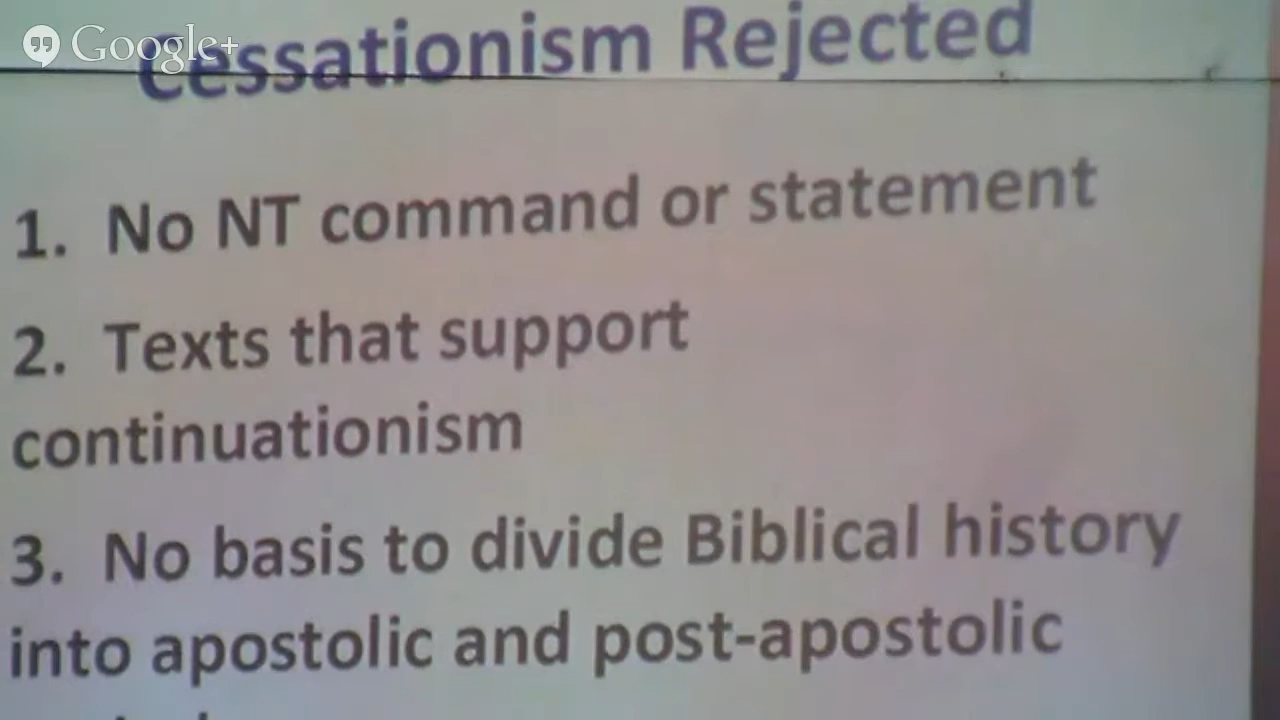 Google+
Cessationism Rejected
1. No NT command or statement
2. Texts that support
continuationism
3. No basis to divide Biblical history
into apostolic and post-apostolic